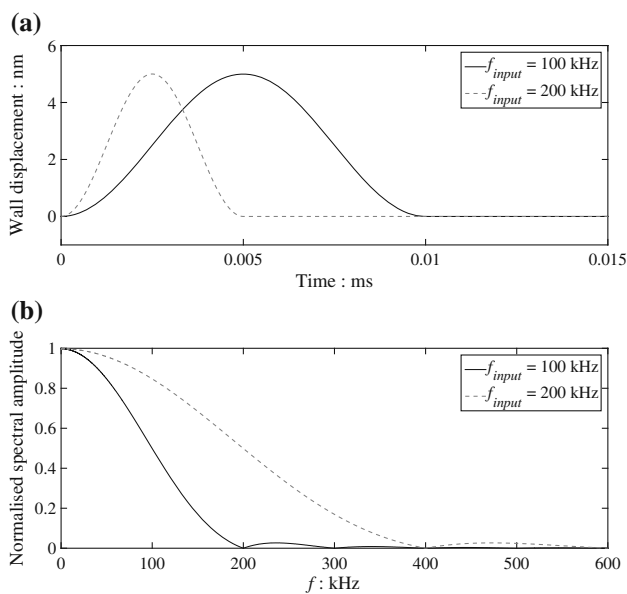 (a)
Wall displacement : nm
6
4
2
0
0
0.005
0.01
0.015
Time : ms
f_input = 100 kHz
f_input = 200 kHz
(b)
Normalised spectral amplitude
1
0.8
0.6
0.4
0.2
0
0
100
200
300
400
500
600
f : kHz
f_input = 100 kHz
f_input = 200 kHz